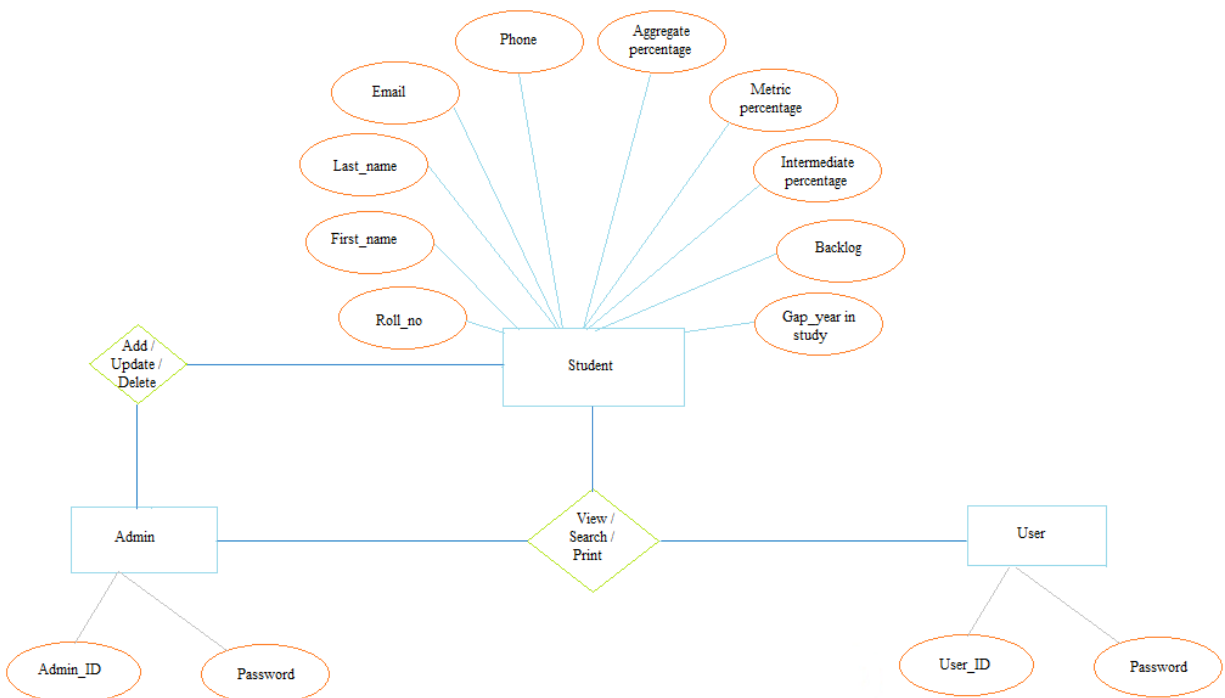 Phone
Aggregate
percentage
Email
Metric
percentage
Last_name
Intermediate
percentage
First_name
Backlog
Roll_no
Gap_year in
study
Add /
Update /
Delete
Student
Admin
View /
Search /
Print
User
Admin_ID
Password
User_ID
Password